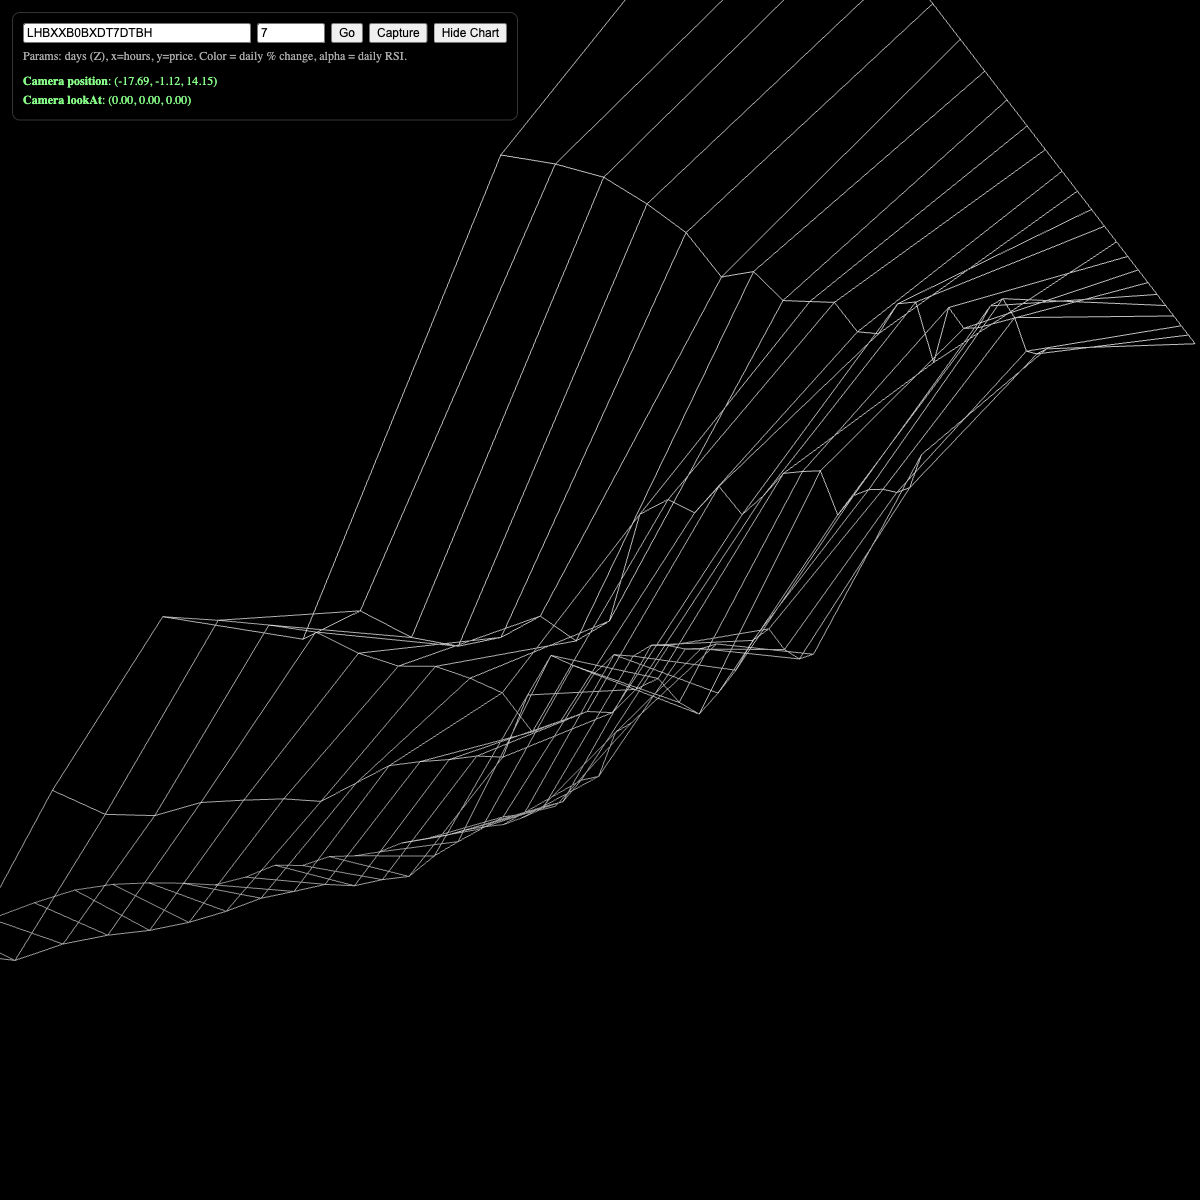 LHBXXB0BXDT7DTBH 7 Go Capture Hide Chart
Params: days (Z), x=hours, y=price. Color = daily % change, alpha = daily RSI.
Camera position: (-17.69, -1.12, 14.15)
Camera lookAt: (0.00, 0.00, 0.00)